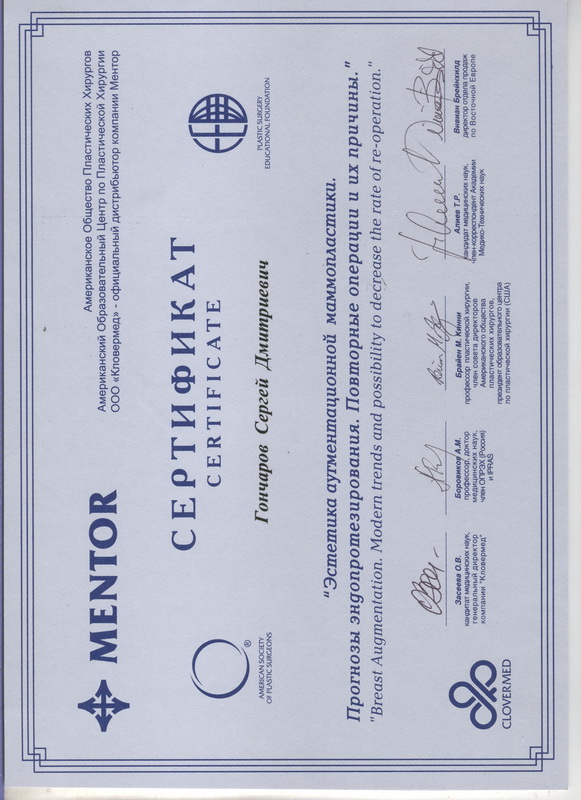 MENTOR
Американское Общество Пластических Хирургов
Американский Образовательный Центр по Пластической Хирургии
ООО «Кловермед» - официальный дистрибьютор компании Ментор
СЕРТИФИКАТ
CERTIFICATE
AMERICAN SOCIETY
OF PLASTIC SURGEONS
®
PLASTIC SURGERY
EDUCATIONAL FOUNDATION
Гончаров Сергей Дмитриевич
"Эстетика аугментационной маммопластики.
Прогнозы эндопротезирования. Повторные операции и их причины."
"Breast Augmentation. Modern trends and possibility to decrease the rate of re-operation."
CLOVERMED
Засеева О.В.
кандидат медицинских наук,
генеральный директор
компании "Кловермед"
Боровиков А.М.
профессор, доктор
медицинских наук,
член ОПРЭХ (Россия)
и IPRAS
Брайен М. Кинни
профессор пластической хирургии,
член совета директоров
Американского общества
пластических хирургов,
президент образовательного центра
по пластической хирургии (США)
Алиев Т.Р.
кандидат медицинских наук,
член-корреспондент Академии
Медико-Технических наук
Вивиан Брейнхилд
директор отдела продаж
по Восточной Европе